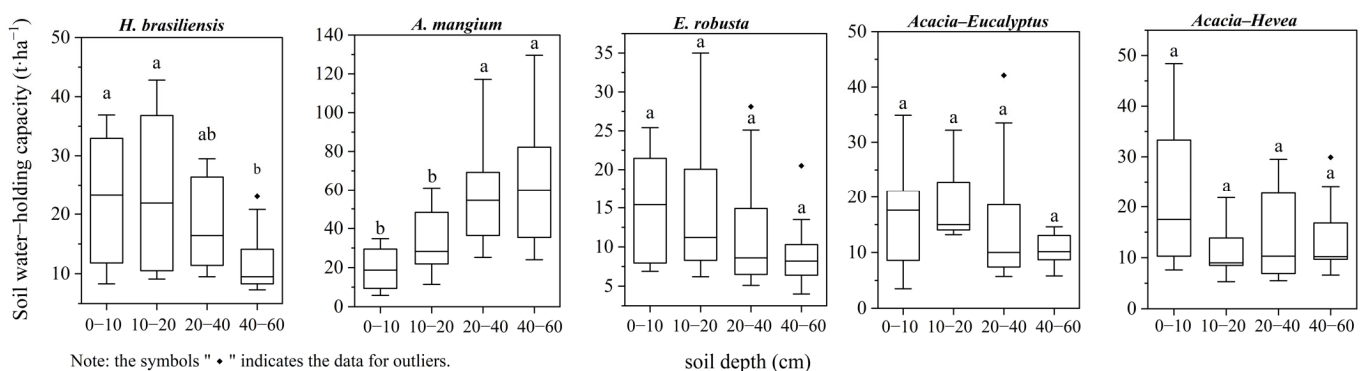 H. brasiliensis
A. mangium
E. robusta
Acacia–Eucalyptus
Acacia–Hevea
Soil water–holding capacity (t·ha⁻¹)
50
40
30
20
10
a
a
ab
b
0−10 10−20 20−40 40−60
140
120
100
80
60
40
20
0
b
b
a
a
0−10 10−20 20−40 40−60
35
30
25
20
15
10
5
a
a
a
a
0−10 10−20 20−40 40−60
50
40
30
20
10
0
a
a
a
a
0−10 10−20 20−40 40−60
50
40
30
20
10
0
a
a
a
a
0−10 10−20 20−40 40−60
Note: the symbols " ⬥ " indicates the data for outliers.
soil depth (cm)